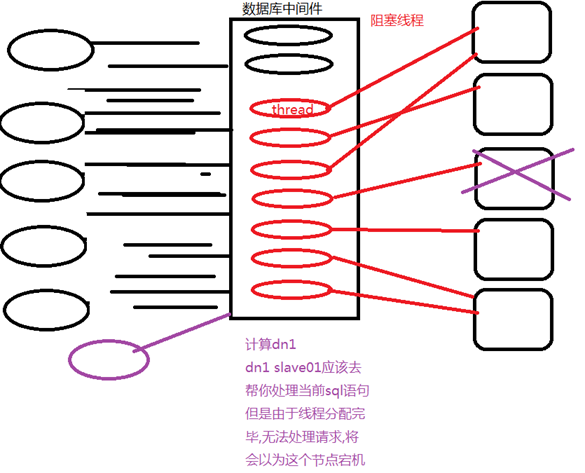 数据库中间件
阻塞线程
thread
计算dn1
dn1 slave01应该去
帮你处理当前sql语句
但是由于线程分配完
毕,无法处理请求,将
会以为这个节点宕机